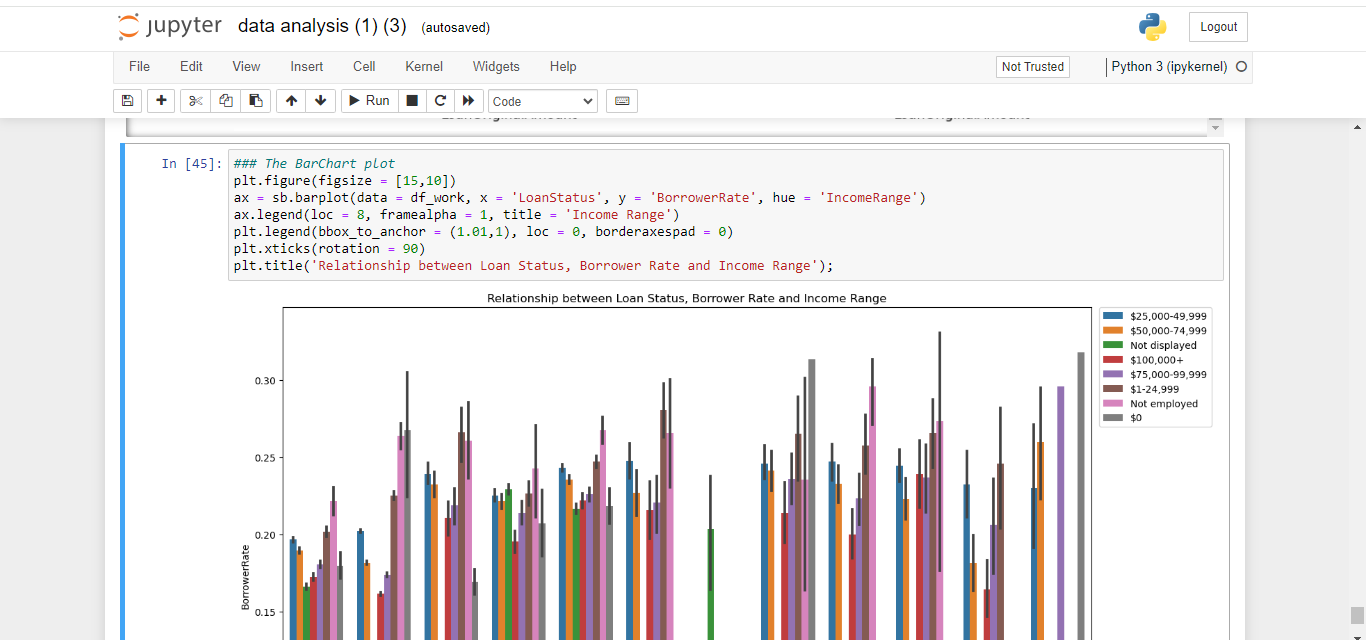 jupyter data analysis (1) (3) (autosaved)
Logout
File Edit View Insert Cell Kernel Widgets Help
Not Trusted
Python 3 (ipykernel)
Run
Code
In [45]:
### The BarChart plot
plt.figure(figsize = [15,10])
ax = sb.barplot(data = df_work, x = 'LoanStatus', y = 'BorrowerRate', hue = 'IncomeRange')
ax.legend(loc = 8, framealpha = 1, title = 'Income Range')
plt.legend(bbox_to_anchor = (1.01,1), loc = 0, borderaxespad = 0)
plt.xticks(rotation = 90)
plt.title('Relationship between Loan Status, Borrower Rate and Income Range');
Relationship between Loan Status, Borrower Rate and Income Range
$25,000-49,999
$50,000-74,999
Not displayed
$100,000+
$75,000-99,999
$1-24,999
Not employed
$0
0.30
0.25
0.20
0.15
BorrowerRate